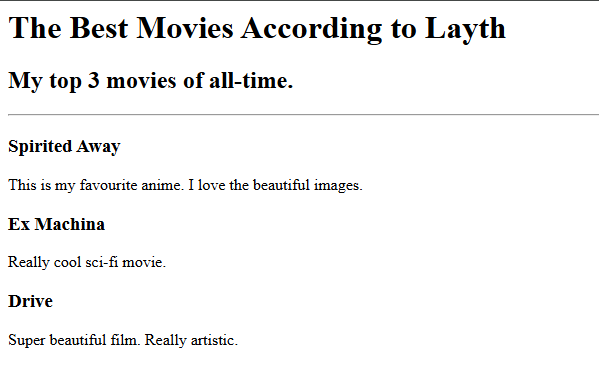 The Best Movies According to Layth
My top 3 movies of all-time.
Spirited Away
This is my favourite anime. I love the beautiful images.
Ex Machina
Really cool sci-fi movie.
Drive
Super beautiful film. Really artistic.